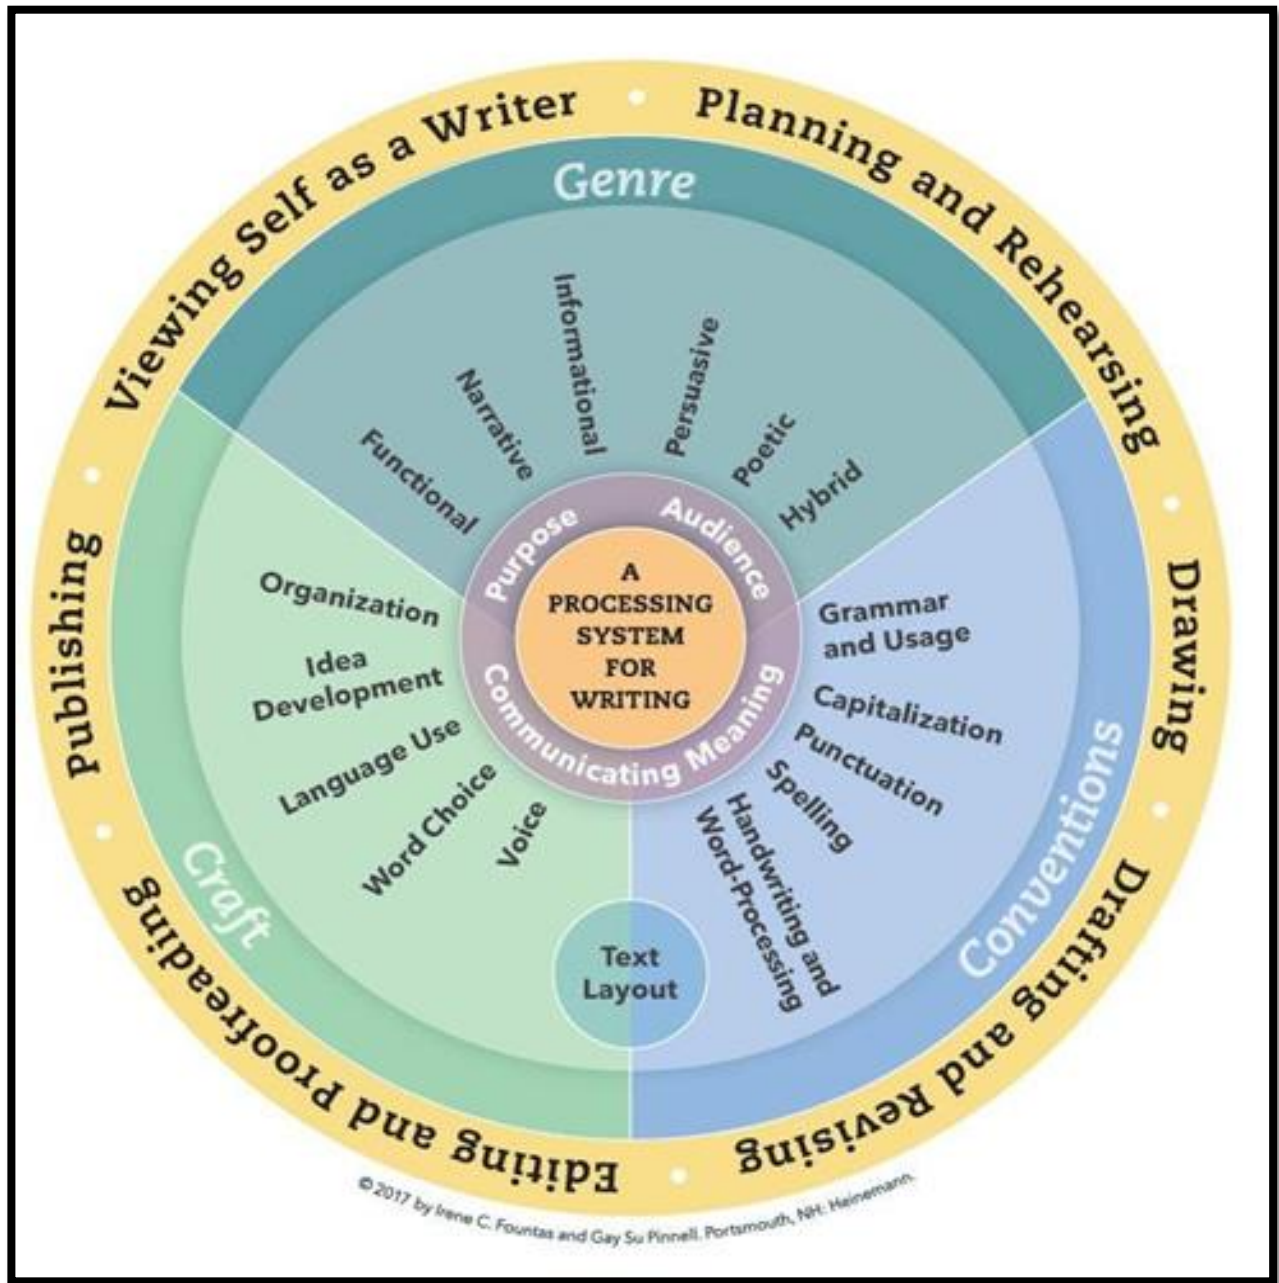 Viewing Self as a Writer • Planning and Rehearsing • Drawing • Drafting and Revising • Editing and Proofreading • Publishing •
Genre
Functional
Narrative
Informational
Persuasive
Poetic
Hybrid
Purpose
Audience
Communicating Meaning
A
PROCESSING
SYSTEM
FOR
WRITING
Organization
Idea
Development
Language Use
Word Choice
Voice
Craft
Grammar
and Usage
Capitalization
Punctuation
Spelling
Handwriting and
Word-Processing
Conventions
Text
Layout
© 2017 by Irene C. Fountas and Gay Su Pinnell. Portsmouth, NH: Heinemann.